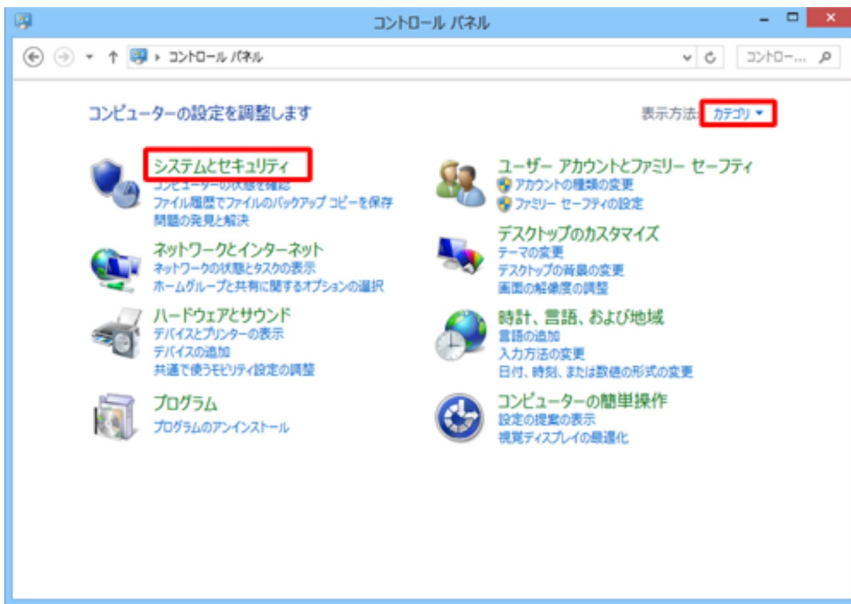 コントロール パネル
コントロール パネル
コントロー...
コンピューターの設定を調整します
表示方法:
カテゴリ
システムとセキュリティ
コンピューターの状態を確認
ファイル履歴でファイルのバックアップ コピーを保存
問題の発見と解決
ネットワークとインターネット
ネットワークの状態とタスクの表示
ホームグループと共有に関するオプションの選択
ハードウェアとサウンド
デバイスとプリンターの表示
デバイスの追加
共通で使うモビリティ設定の調整
プログラム
プログラムのアンインストール
ユーザー アカウントとファミリー セーフティ
アカウントの種類の変更
ファミリー セーフティの設定
デスクトップのカスタマイズ
テーマの変更
デスクトップの背景の変更
画面の解像度の調整
時計、言語、および地域
言語の追加
入力方法の変更
日付、時刻、または数値の形式の変更
コンピューターの簡単操作
設定の提案の表示
視覚ディスプレイの最適化